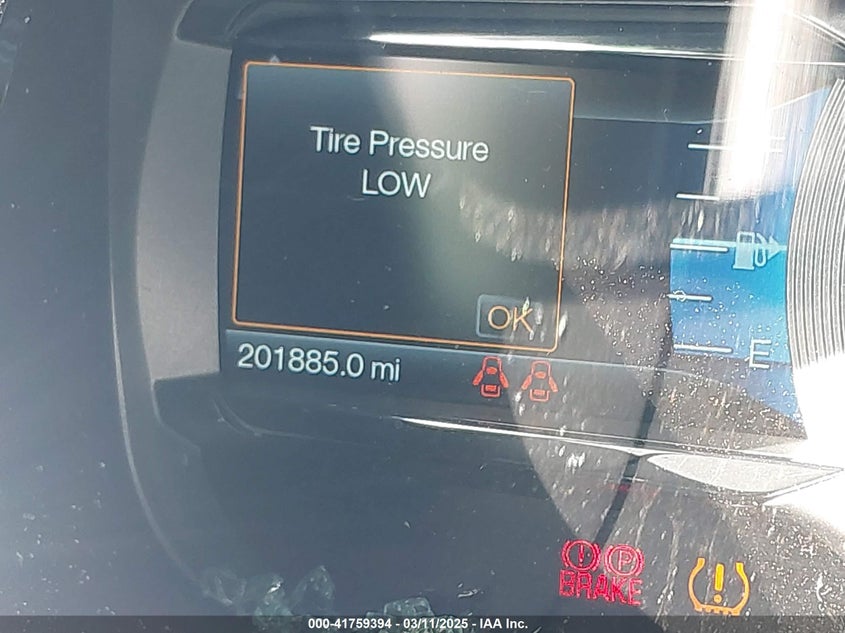 Tire Pressure
LOW
OK
201885.0 mi
E
P
BRAKE
000-41759394 - 03/11/2025 - IAA Inc.